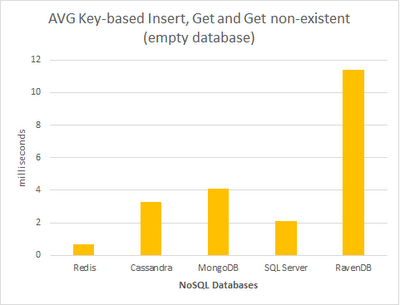 AVG Key-based Insert, Get and Get non-existent
(empty database)
12
10
8
6
4
2
0
milliseconds
Redis
Cassandra
MongoDB
SQL Server
RavenDB
NoSQL Databases